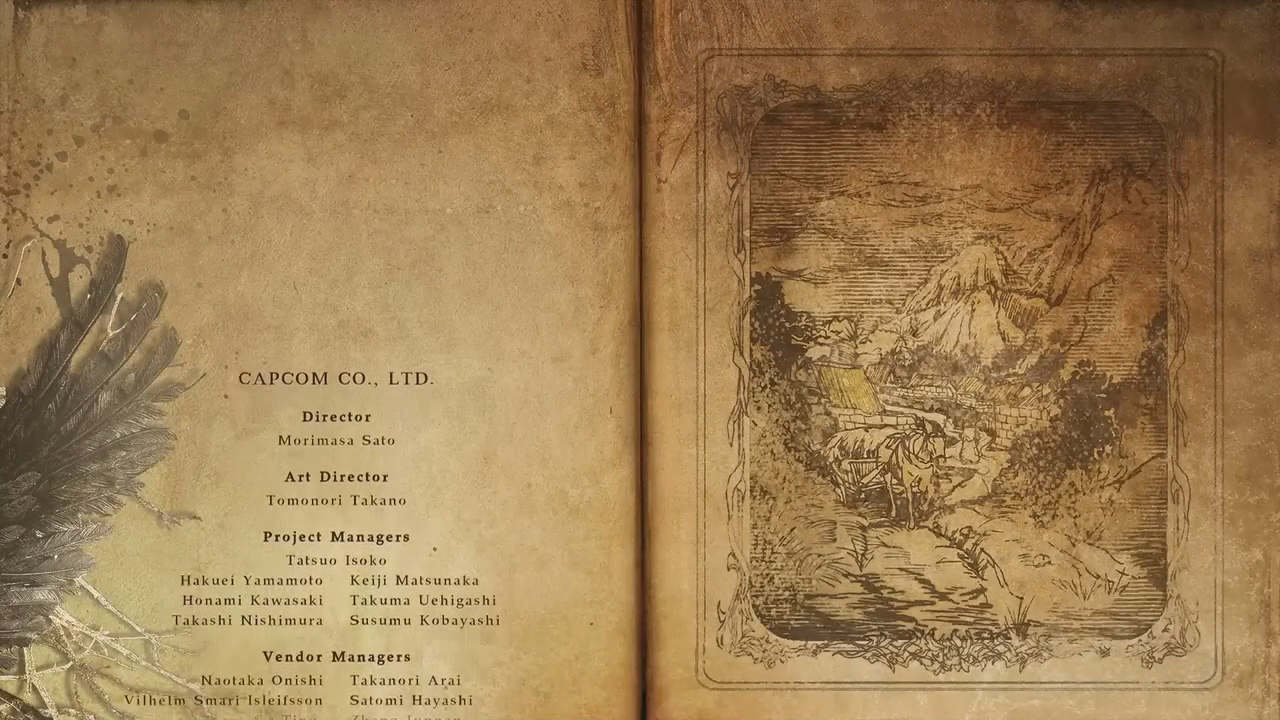 CAPCOM CO., LTD.
Director
Morimasa Sato
Art Director
Tomonori Takano
Project Managers
Tatsuo Isoko
Hakuei Yamamoto Keiji Matsunaka
Honami Kawasaki Takuma Uehigashi
Takashi Nishimura Susumu Kobayashi
Vendor Managers
Naotaka Onishi Takanori Arai
Vilhelm Smari Isleifsson Satomi Hayashi